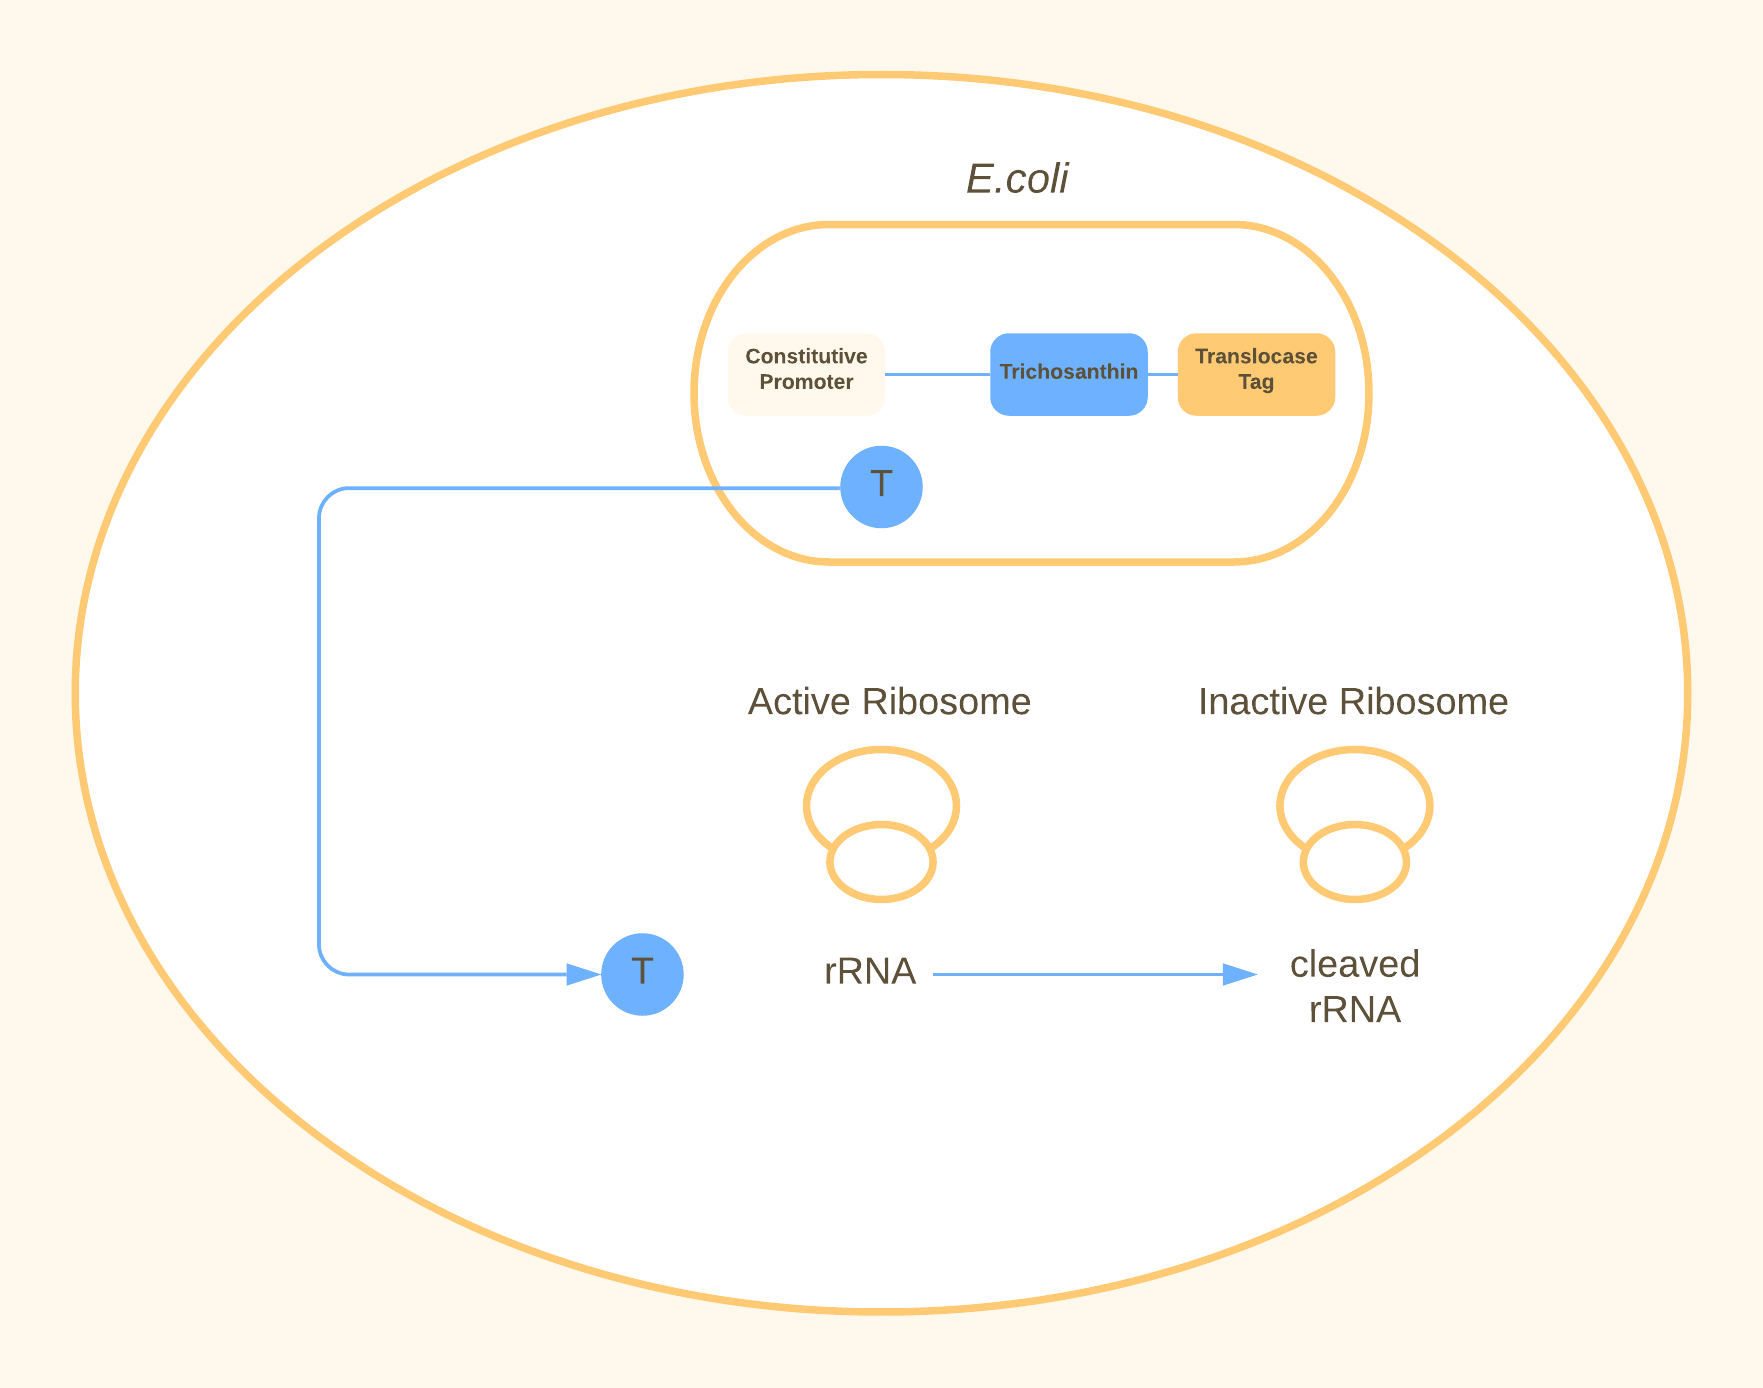 E.coli
Constitutive
Promoter
Trichosanthin
Translocase
Tag
T
Active Ribosome
Inactive Ribosome
T
rRNA
cleaved
rRNA